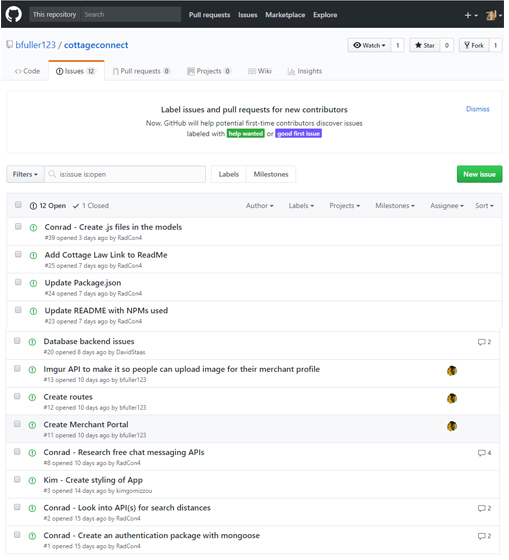 This repository Search Pull requests Issues Marketplace Explore
bfuller123 / cottageconnect Watch 1 Star 0 Fork 1
Code Issues 12 Pull requests 0 Projects 0 Wiki Insights
Label issues and pull requests for new contributors Dismiss
Now, GitHub will help potential first-time contributors discover issues
labeled with help wanted or good first issue
Filters is:issue is:open Labels Milestones New issue
12 Open 1 Closed Author Labels Projects Milestones Assignee Sort
Conrad - Create .js files in the models
#39 opened 3 days ago by RadCon4
Add Cottage Law Link to ReadMe
#25 opened 7 days ago by RadCon4
Update Package.json
#24 opened 7 days ago by RadCon4
Update README with NPMs used
#23 opened 7 days ago by RadCon4
Database backend issues 2
#20 opened 8 days ago by DavidStaas
Imgur API to make it so people can upload image for their merchant profile
#13 opened 10 days ago by bfuller123
Create routes
#12 opened 10 days ago by bfuller123
Create Merchant Portal
#11 opened 10 days ago by bfuller123
Conrad - Research free chat messaging APIs 4
#8 opened 10 days ago by RadCon4
Kim - Create styling of App
#3 opened 14 days ago by kimgomizzou
Conrad - Look into API(s) for search distances 2
#2 opened 15 days ago by RadCon4
Conrad - Create an authentication package with mongoose 2
#1 opened 15 days ago by RadCon4